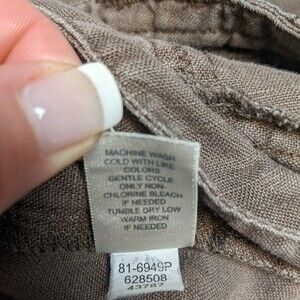 MACHINE WASH
COLD WITH LIKE
COLORS
GENTLE CYCLE
ONLY NON-
CHLORINE BLEACH
IF NEEDED
TUMBLE DRY LOW
WARM IRON
IF NEEDED
81-6949P
628508
43787